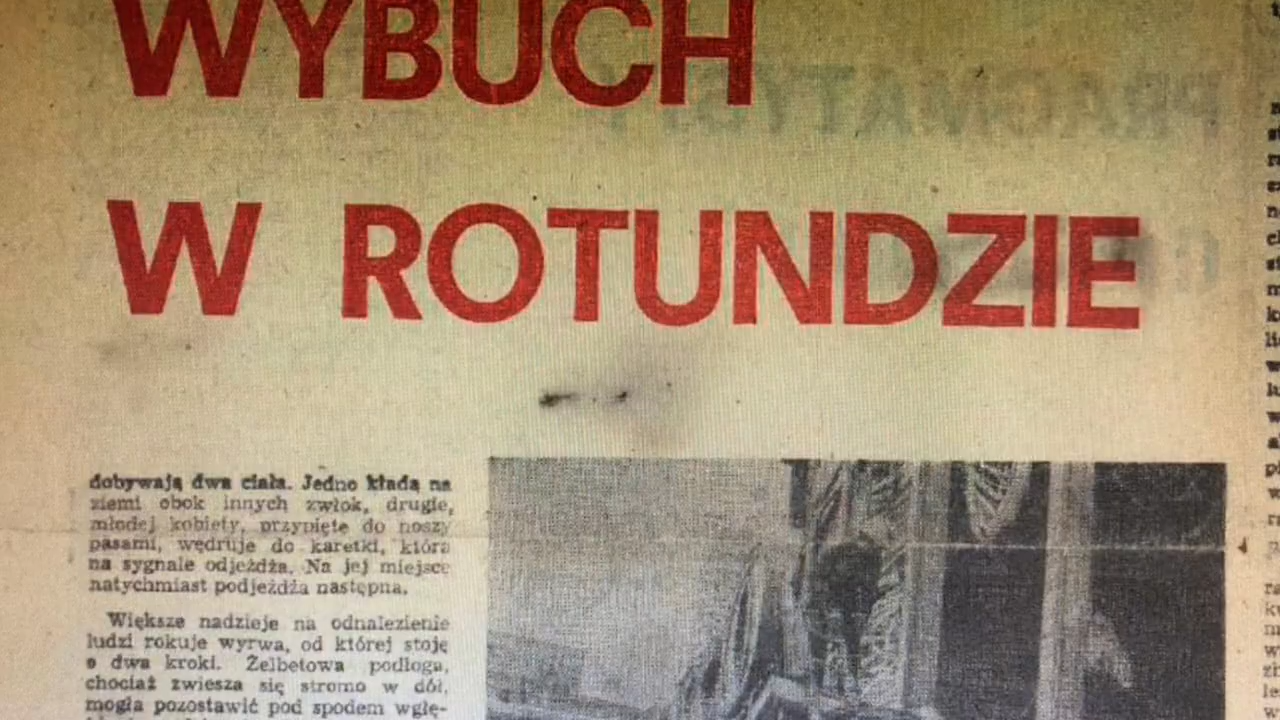 WYBUCH
W ROTUNDZIE
dobywają dwa ciała. Jedno kładą na
ziemi obok innych zwłok, drugie,
młodej kobiety, przypięte do noszy
pasami, wędruje do karetki, która
na sygnale odjeżdża. Na jej miejsce
natychmiast podjeżdża następna.
Większe nadzieje na odnalezienie
ludzi rokuje wyrwa, od której stoję
o dwa kroki. Żelbetowa podłoga,
chociaż zwiesza się stromo w dół,
mogła pozostawić pod spodem wgłę-